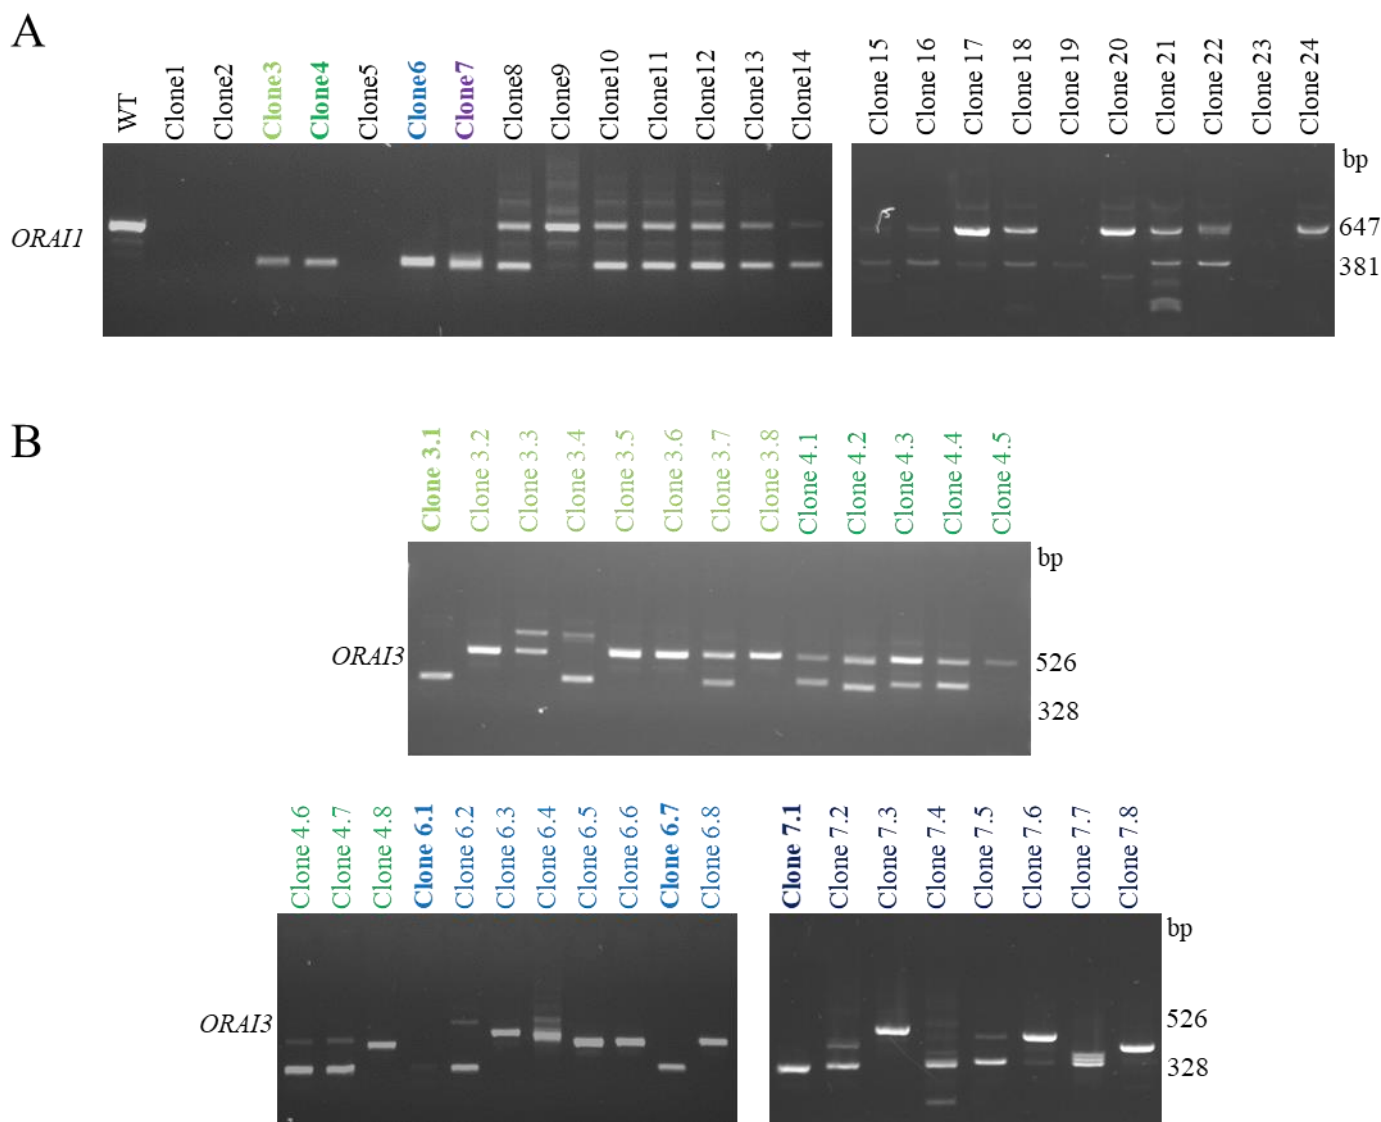 A
WT
Clone1
Clone2
Clone3
Clone4
Clone5
Clone6
Clone7
Clone8
Clone9
Clone10
Clone11
Clone12
Clone13
Clone14
Clone 15
Clone 16
Clone 17
Clone 18
Clone 19
Clone 20
Clone 21
Clone 22
Clone 23
Clone 24
bp
ORAI1
647
381
B
Clone 3.1
Clone 3.2
Clone 3.3
Clone 3.4
Clone 3.5
Clone 3.6
Clone 3.7
Clone 3.8
Clone 4.1
Clone 4.2
Clone 4.3
Clone 4.4
Clone 4.5
bp
ORAI3
526
328
Clone 4.6
Clone 4.7
Clone 4.8
Clone 6.1
Clone 6.2
Clone 6.3
Clone 6.4
Clone 6.5
Clone 6.6
Clone 6.7
Clone 6.8
Clone 7.1
Clone 7.2
Clone 7.3
Clone 7.4
Clone 7.5
Clone 7.6
Clone 7.7
Clone 7.8
bp
ORAI3
526
328